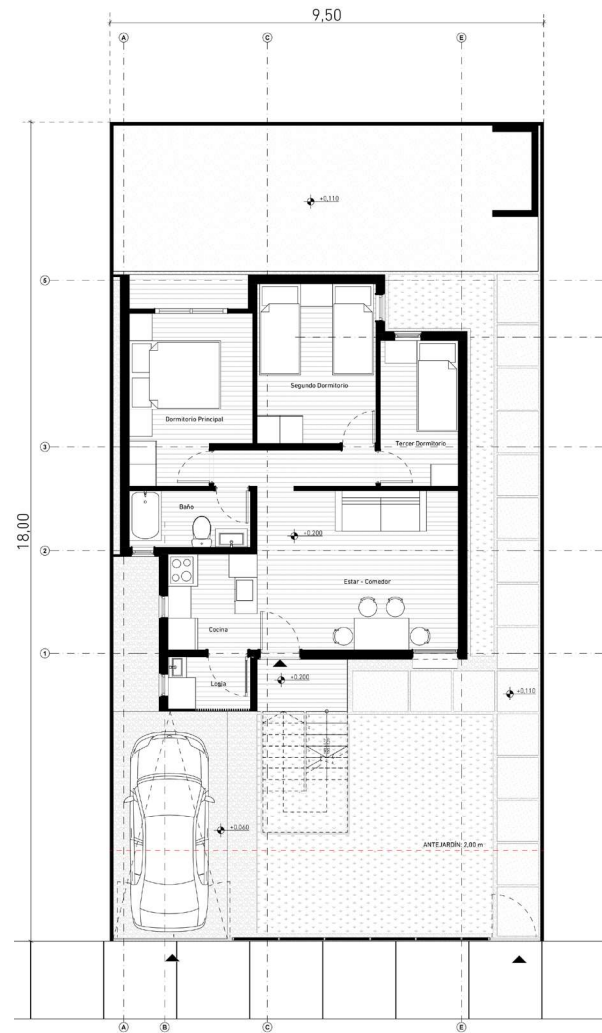 9,50
A
C
E
+0,110
5
Segundo Dormitorio
Dormitorio Principal
Tercer Dormitorio
3
18,00
Baño
+0,200
2
Estar - Comedor
Cocina
1
Logia
+0,200
+0,110
+0,060
ANTEJARDÍN: 2,00 m
A
B
C
E